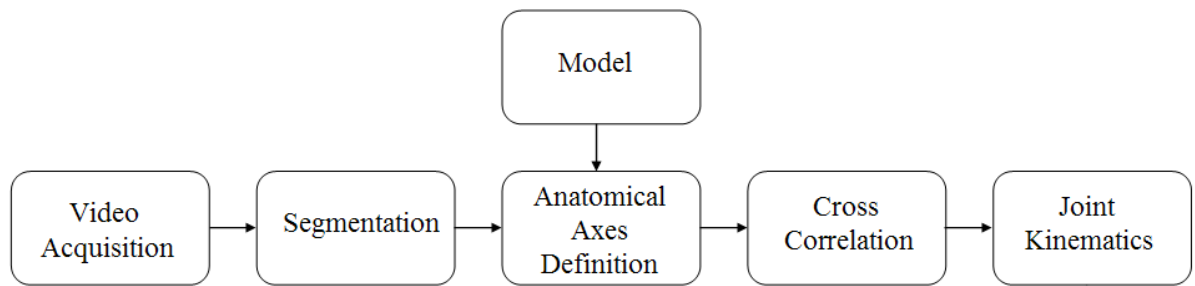 Model
Video
Acquisition
Segmentation
Anatomical
Axes
Definition
Cross
Correlation
Joint
Kinematics